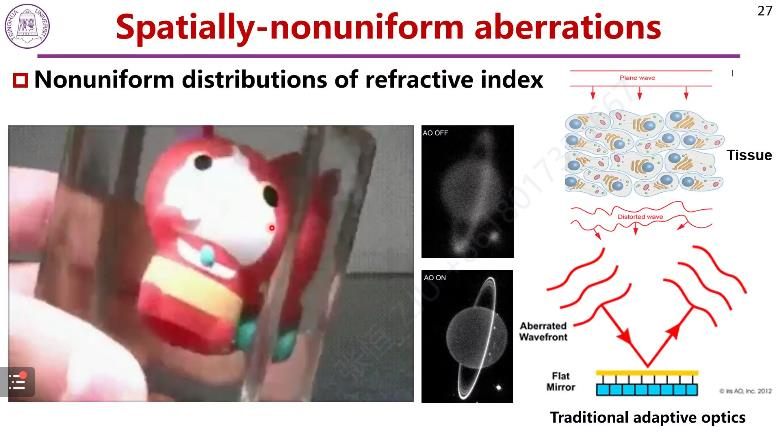 27
Spatially-nonuniform aberrations
Nonuniform distributions of refractive index
Plane wave
AO OFF
Tissue
Distorted wave
AO ON
Aberrated
Wavefront
Flat
Mirror
© Iris AO, Inc. 2012
Traditional adaptive optics